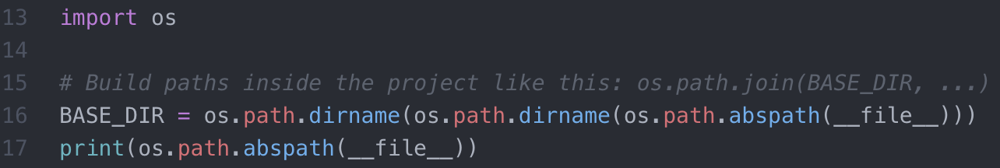 13 import os
14
15 # Build paths inside the project like this: os.path.join(BASE_DIR, ...)
16 BASE_DIR = os.path.dirname(os.path.dirname(os.path.abspath(__file__)))
17 print(os.path.abspath(__file__))